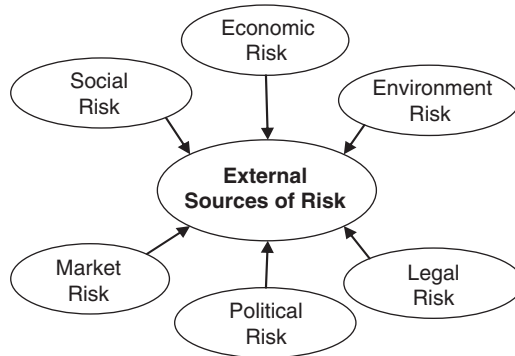 Economic
Risk
Social
Risk
Environment
Risk
External
Sources of Risk
Market
Risk
Political
Risk
Legal
Risk